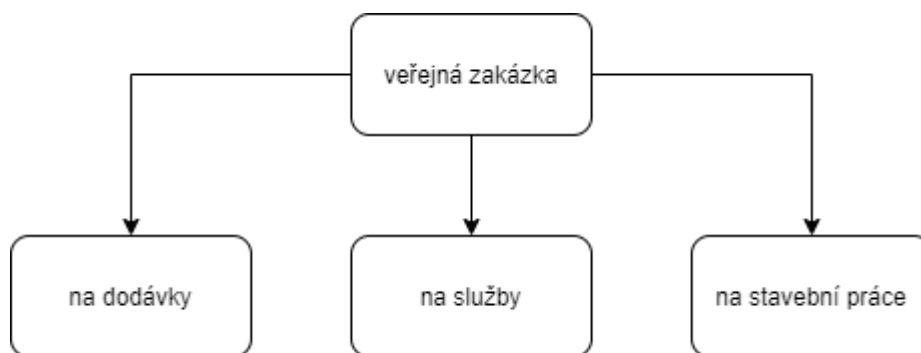 veřejná zakázka
na dodávky
na služby
na stavební práce